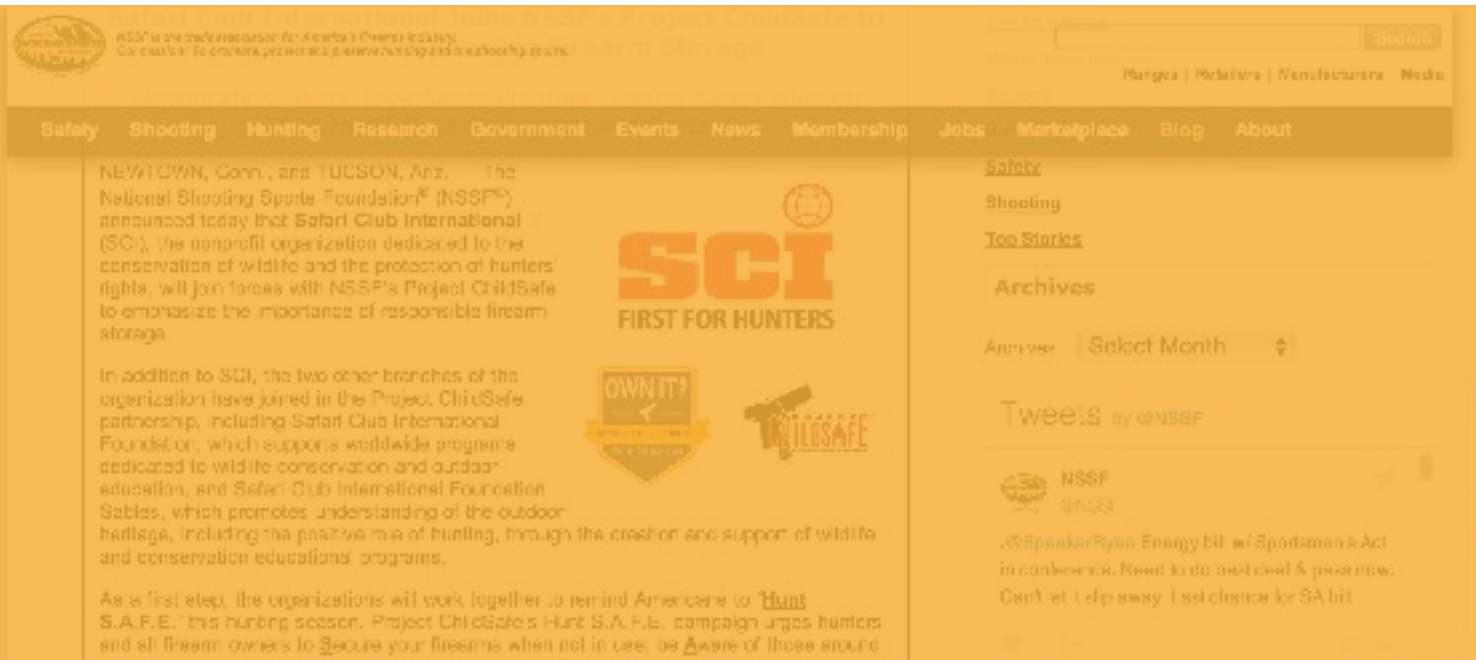 Safari Club International Joins NSSF's Project ChildSafe to
Firearm Storage
NSSF is the trade association for America's firearms industry.
Our mission: To promote, protect and preserve hunting and the shooting sports.
Search
Ranges | Retailers | Manufacturers Media
Safety Shooting Hunting Research Government Events News Membership Jobs Marketplace Blog About
NEWTOWN, Conn., and TUCSON, Ariz. The
National Shooting Sports Foundation® (NSSF®)
announced today that Safari Club International
(SCI), the nonprofit organization dedicated to the
conservation of wildlife and the protection of hunters'
rights, will join forces with NSSF's Project ChildSafe
to emphasize the importance of responsible firearm
storage.
SCI
FIRST FOR HUNTERS
In addition to SCI, the two other branches of the
organization have joined in the Project ChildSafe
partnership, including Safari Club International
Foundation, which supports worldwide programs
dedicated to wildlife conservation and outdoor
education, and Safari Club International Foundation
Sables, which promotes understanding of the outdoor
heritage, including the positive role of hunting, through the creation and support of wildlife
and conservation educational programs.
OWN IT?
CHILDSAFE
As a first step, the organizations will work together to remind Americans to "Hunt
S.A.F.E." this hunting season. Project ChildSafe's Hunt S.A.F.E. campaign urges hunters
and all firearm owners to Secure your firearms when not in use; be Aware of those around
Safety
Shooting
Top Stories
Archives
Archives Select Month
Tweets by @NSSF
NSSF
@NSSF
.@SpeakerRyan Energy bill w/ Sportsmen's Act
in conference. Need to do best deal & pass now.
Can't let slip away. Last chance for SA bill